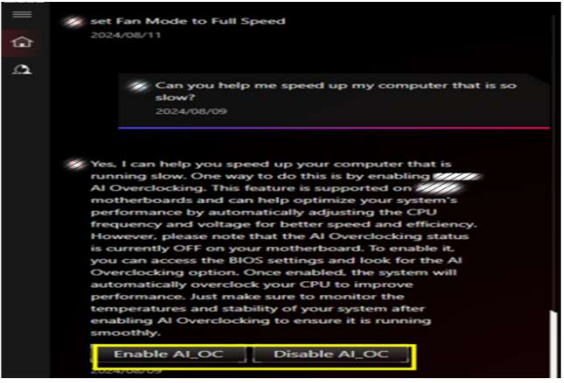 set Fan Mode to Full Speed
2024/08/11
Can you help me speed up my computer that is so
slow?
2024/08/09
Yes, I can help you speed up your computer that is
running slow. One way to do this is by enabling
AI Overclocking. This feature is supported on
motherboards and can help optimize your system's
performance by automatically adjusting the CPU
frequency and voltage for better speed and efficiency.
However, please note that the AI Overclocking status
is currently OFF on your motherboard. To enable it,
you can access the BIOS settings and look for the AI
Overclocking option. Once enabled, the system will
automatically overclock your CPU to improve
performance. Just make sure to monitor the
temperatures and stability of your system after
enabling AI Overclocking to ensure it is running
smoothly.
Enable AI_OC Disable AI_OC
2024/08/09